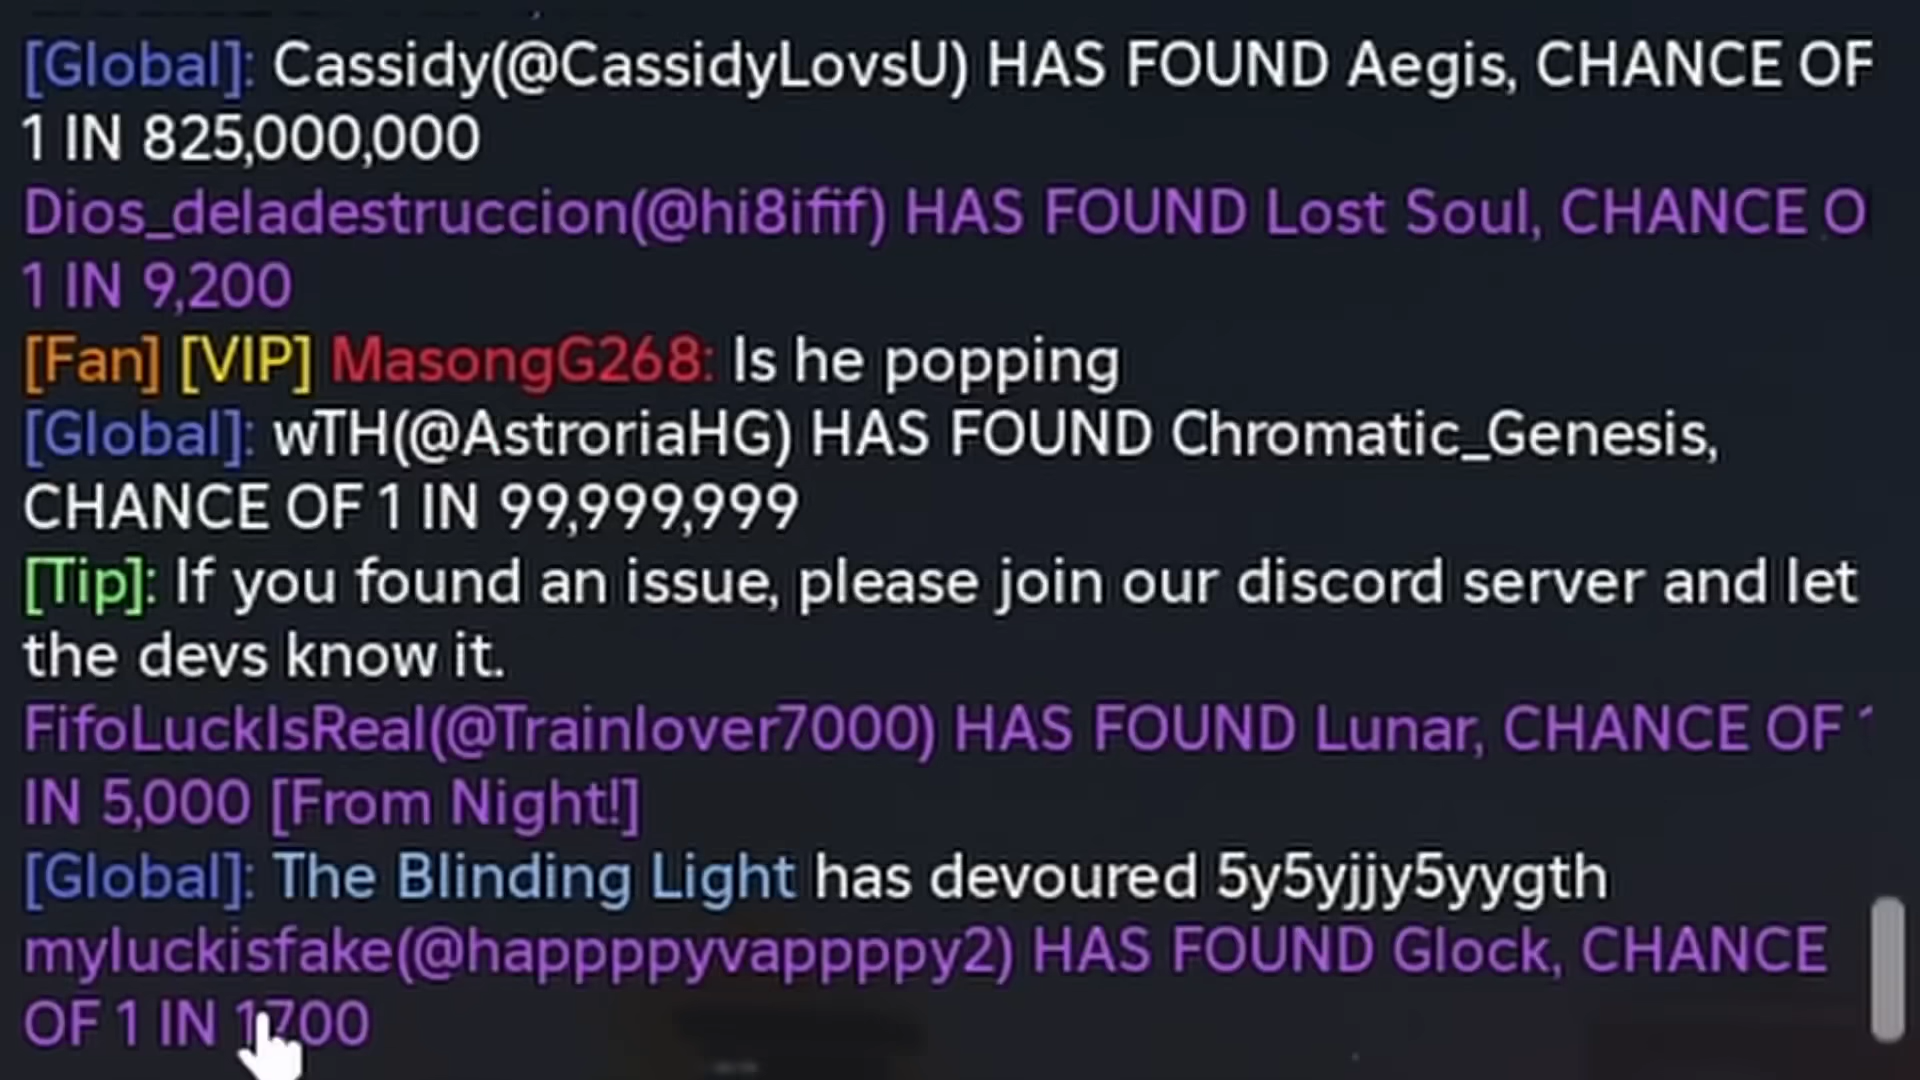 [Global]: Cassidy(@CassidyLovsU) HAS FOUND Aegis, CHANCE OF
1 IN 825,000,000
Dios_deladestruccion(@hi8ifif) HAS FOUND Lost Soul, CHANCE O
1 IN 9,200
[Fan] [VIP] MasongG268: Is he popping
[Global]: wTH(@AstroriaHG) HAS FOUND Chromatic_Genesis,
CHANCE OF 1 IN 99,999,999
[Tip]: If you found an issue, please join our discord server and let
the devs know it.
FifoLuckIsReal(@Trainlover7000) HAS FOUND Lunar, CHANCE OF
IN 5,000 [From Night!]
[Global]: The Blinding Light has devoured 5y5yjjy5yygth
myluckisfake(@happpppyvappppy2) HAS FOUND Glock, CHANCE
OF 1 IN 1700